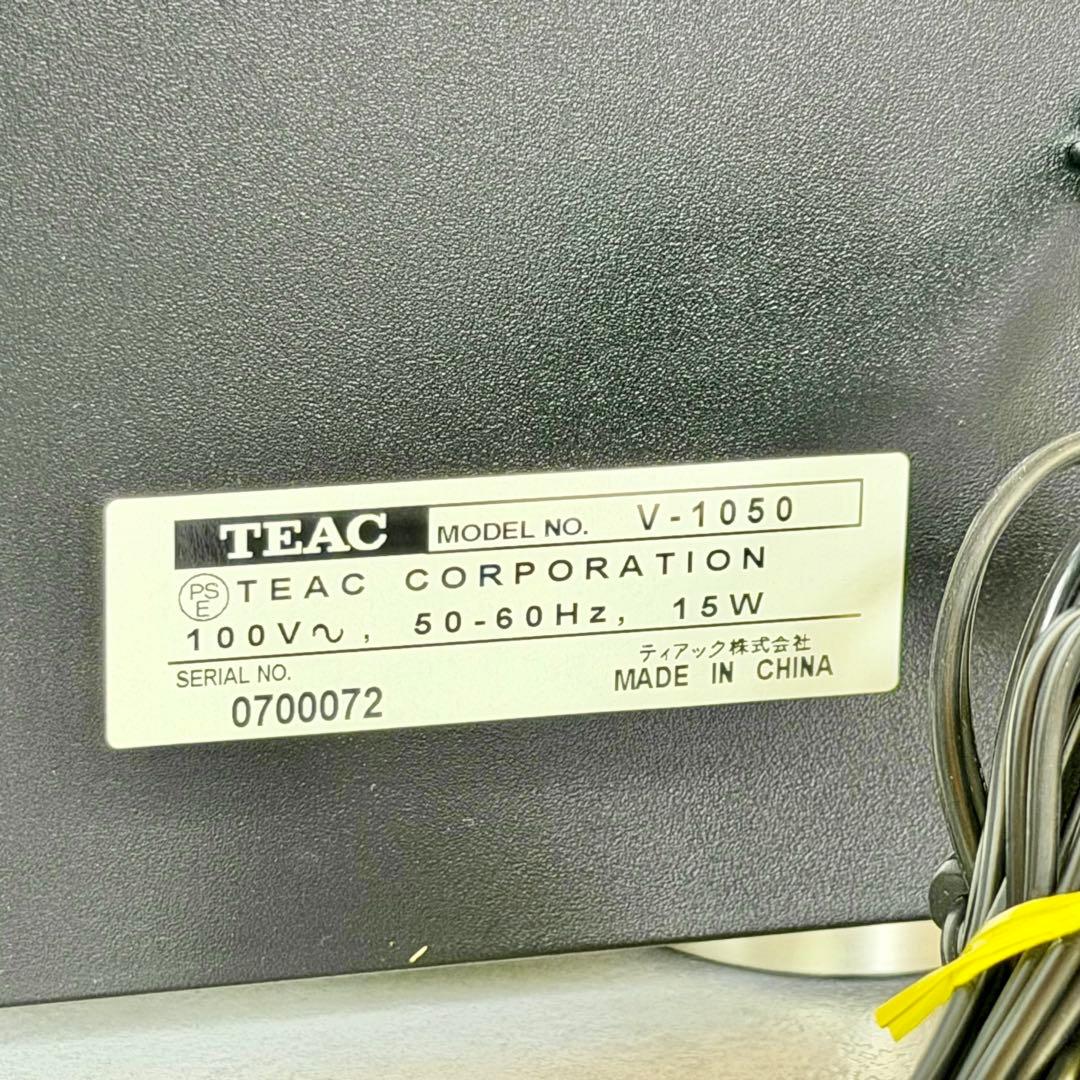 TEAC MODEL NO. V-1050
PS E TEAC CORPORATION
100V～, 50-60Hz, 15W
SERIAL NO. ティアック株式会社
0700072 MADE IN CHINA